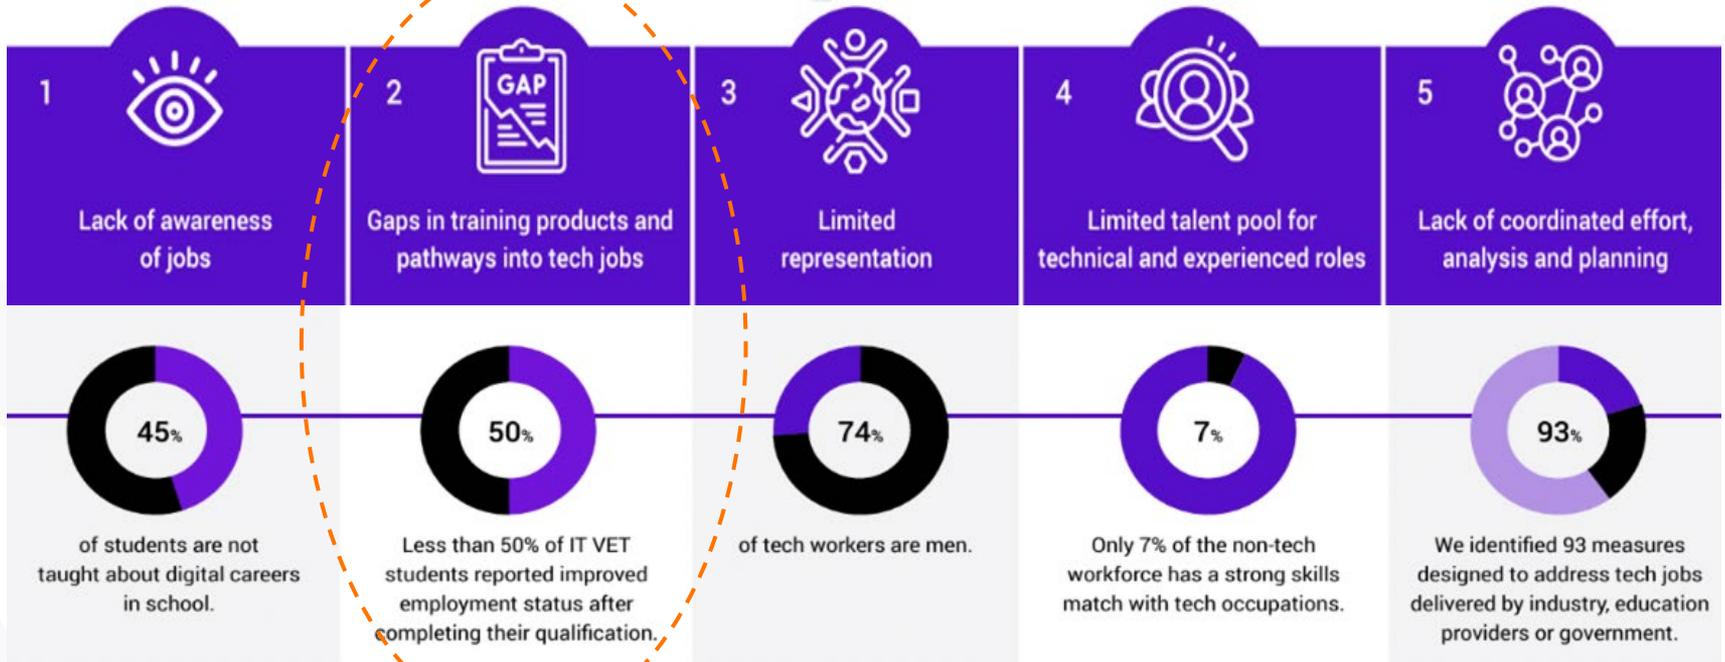 1
Lack of awareness
of jobs
45%
of students are not
taught about digital careers
in school.
2
GAP
Gaps in training products and
pathways into tech jobs
50%
Less than 50% of IT VET
students reported improved
employment status after
completing their qualification.
3
Limited
representation
74%
of tech workers are men.
4
Limited talent pool for
technical and experienced roles
7%
Only 7% of the non-tech
workforce has a strong skills
match with tech occupations.
5
Lack of coordinated effort,
analysis and planning
93%
We identified 93 measures
designed to address tech jobs
delivered by industry, education
providers or government.